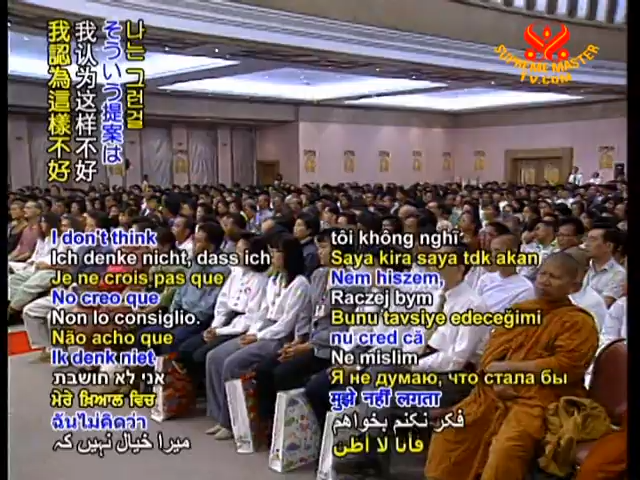 나는 그런걸
そういう提案は
我认为这样不好
我認為這樣不好
SUPREME MASTER
TV.COM
I don't think
Ich denke nicht, dass ich
Je ne crois pas que
No creo que
Non lo consiglio.
Não acho que
Ik denk niet
אני לא חושבת
ਮੇਰੇ ਖ਼ਿਆਲ ਵਿਚ
ฉันไม่คิดว่า
میرا خیال نہیں کہ
tôi không nghĩ
Saya kira saya tdk akan
Nem hiszem,
Raczej bym
Bunu tavsiye edeceğimi
nu cred că
Ne mislim
Я не думаю, что стала бы
मुझे नहीं लगता
فکر نکنم بخواهم
فأنا لا أظن